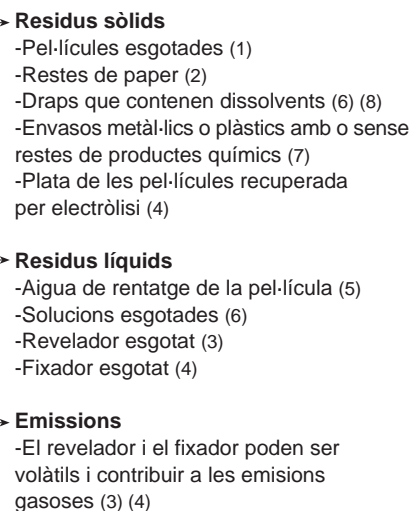 Residus sòlids
-Pel·lícules esgotades (1)
-Restes de paper (2)
-Draps que contenen dissolvents (6) (8)
-Envasos metàl·lics o plàstics amb o sense
restes de productes químics (7)
-Plata de les pel·lícules recuperada
per electròlisi (4)
Residus líquids
-Aigua de rentatge de la pel·lícula (5)
-Solucions esgotades (6)
-Revelador esgotat (3)
-Fixador esgotat (4)
Emissions
-El revelador i el fixador poden ser
volàtils i contribuir a les emisions
gasoses (3) (4)